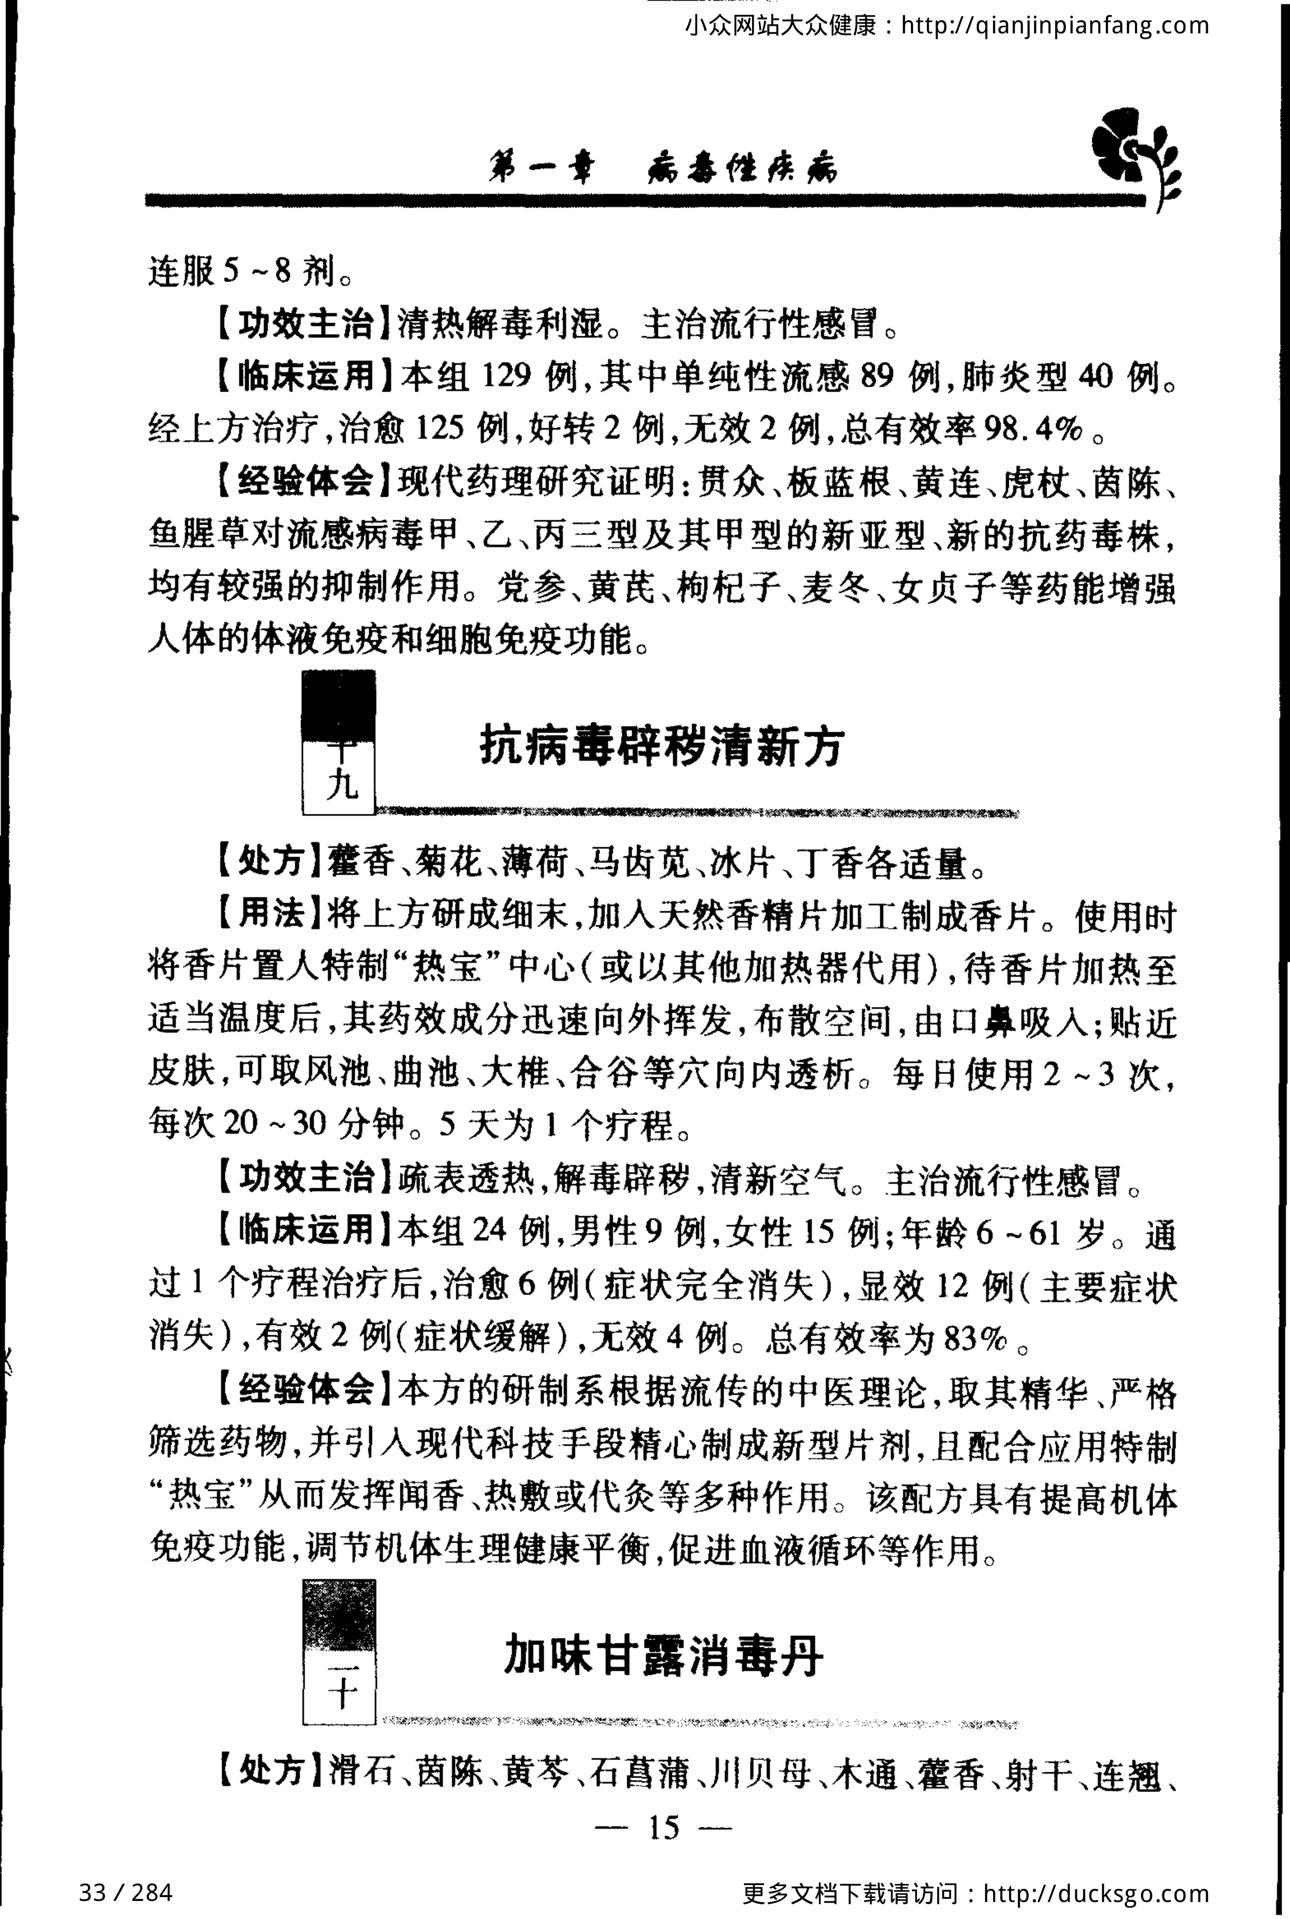 小众网站大众健康：http://qianjinpianfang.com
第一章 病毒性疾病
连服5~8剂。
【功效主治】清热解毒利湿。主治流行性感冒。
【临床运用】本组129例,其中单纯性流感89例,肺炎型40例。
经上方治疗,治愈125例,好转2例,无效2例,总有效率98.4%。
【经验体会】现代药理研究证明:贯众、板蓝根、黄连、虎杖、茵陈、
鱼腥草对流感病毒甲、乙、丙三型及其甲型的新亚型、新的抗药毒株,
均有较强的抑制作用。党参、黄芪、枸杞子、麦冬、女贞子等药能增强
人体的体液免疫和细胞免疫功能。
十九
抗病毒辟秽清新方
【处方】藿香、菊花、薄荷、马齿苋、冰片、丁香各适量。
【用法】将上方研成细末,加入天然香精片加工制成香片。使用时
将香片置人特制“热宝”中心(或以其他加热器代用),待香片加热至
适当温度后,其药效成分迅速向外挥发,布散空间,由口鼻吸入;贴近
皮肤,可取风池、曲池、大椎、合谷等穴向内透析。每日使用2~3次,
每次20~30分钟。5天为1个疗程。
【功效主治】疏表透热,解毒辟秽,清新空气。主治流行性感冒。
【临床运用】本组24例,男性9例,女性15例;年龄6~61岁。通
过1个疗程治疗后,治愈6例(症状完全消失),显效12例(主要症状
消失),有效2例(症状缓解),无效4例。总有效率为83%。
【经验体会】本方的研制系根据流传的中医理论,取其精华、严格
筛选药物,并引入现代科技手段精心制成新型片剂,且配合应用特制
“热宝”从而发挥闻香、热敷或代灸等多种作用。该配方具有提高机体
免疫功能,调节机体生理健康平衡,促进血液循环等作用。
二十
加味甘露消毒丹
【处方】滑石、茵陈、黄芩、石菖蒲、川贝母、木通、藿香、射干、连翘、
— 15 —
33 / 284
更多文档下载请访问：http://ducksgo.com